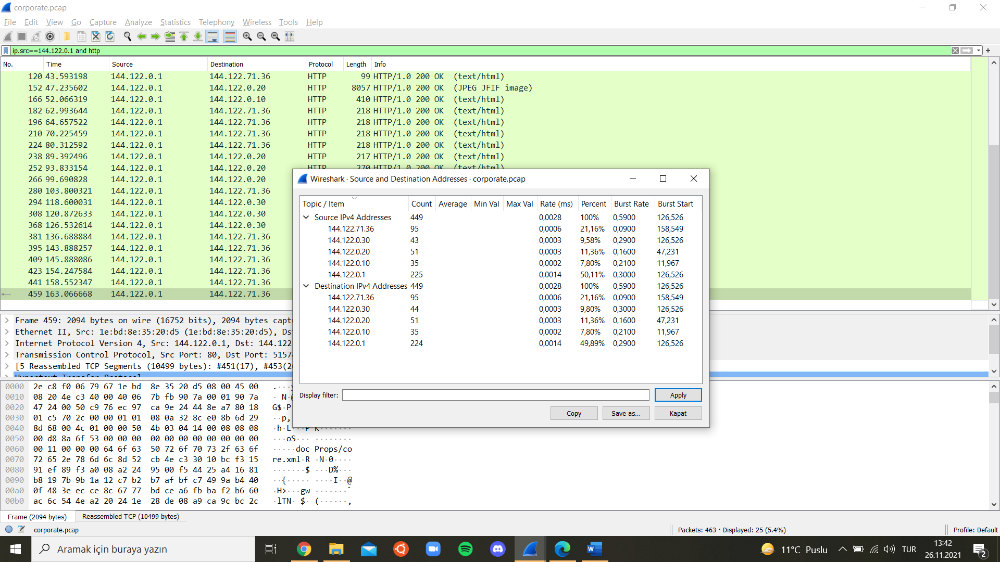 corporate.pcap
File Edit View Go Capture Analyze Statistics Telephony Wireless Tools Help
ip.src==144.122.0.1 and http
No. Time Source Destination Protocol Length Info
120 43.593198 144.122.0.1 144.122.71.36 HTTP 99 HTTP/1.0 200 OK (text/html)
152 47.235602 144.122.0.1 144.122.0.20 HTTP 8057 HTTP/1.0 200 OK (JPEG JFIF image)
166 52.066319 144.122.0.1 144.122.0.10 HTTP 410 HTTP/1.0 200 OK (text/html)
182 62.993644 144.122.0.1 144.122.71.36 HTTP 218 HTTP/1.0 200 OK (text/html)
196 64.657522 144.122.0.1 144.122.71.36 HTTP 218 HTTP/1.0 200 OK (text/html)
210 70.225459 144.122.0.1 144.122.71.36 HTTP 218 HTTP/1.0 200 OK (text/html)
224 80.312592 144.122.0.1 144.122.71.36 HTTP 218 HTTP/1.0 200 OK (text/html)
238 89.392496 144.122.0.1 144.122.0.20 HTTP 217 HTTP/1.0 200 OK (text/html)
252 93.833154 144.122.0.1 144.122.0.20 HTTP 270 HTTP/1.0 200 OK (text/html)
266 99.690828 144.122.0.1 144.122.0.20
280 103.800321 144.122.0.1 144.122.71.36
294 118.600031 144.122.0.1 144.122.0.30
308 120.872633 144.122.0.1 144.122.0.30
368 126.532614 144.122.0.1 144.122.0.30
381 136.688884 144.122.0.1 144.122.71.36
395 143.888257 144.122.0.1 144.122.71.36
409 145.888086 144.122.0.1 144.122.71.36
423 154.247584 144.122.0.1 144.122.71.36
441 158.552347 144.122.0.1 144.122.71.36
459 163.066668 144.122.0.1 144.122.71.36
Wireshark · Source and Destination Addresses · corporate.pcap
Topic / Item Count Average Min Val Max Val Rate (ms) Percent Burst Rate Burst Start
Source IPv4 Addresses 449 0,0028 100% 0,5900 126,526
144.122.71.36 95 0,0006 21,16% 0,0900 158,549
144.122.0.30 43 0,0003 9,58% 0,2900 126,526
144.122.0.20 51 0,0003 11,36% 0,1600 47,231
144.122.0.10 35 0,0002 7,80% 0,2100 11,967
144.122.0.1 225 0,0014 50,11% 0,3000 126,526
Destination IPv4 Addresses 449 0,0028 100% 0,5900 126,526
144.122.71.36 95 0,0006 21,16% 0,0900 158,549
144.122.0.30 44 0,0003 9,80% 0,3000 126,526
144.122.0.20 51 0,0003 11,36% 0,1600 47,231
144.122.0.10 35 0,0002 7,80% 0,2100 11,967
144.122.0.1 224 0,0014 49,89% 0,2900 126,526
Display filter: Apply
Copy Save as... Kapat
Frame 459: 2094 bytes on wire (16752 bits), 2094 bytes capt
Ethernet II, Src: 1e:bd:8e:35:20:d5 (1e:bd:8e:35:20:d5), Ds
Internet Protocol Version 4, Src: 144.122.0.1, Dst: 144.122
Transmission Control Protocol, Src Port: 80, Dst Port: 5157
[5 Reassembled TCP Segments (10499 bytes): #451(17), #453(2
Hypertext Transfer Protocol
0000 2e c8 f0 06 79 67 1e bd 8e 35 20 d5 08 00 45 00 .···y
0010 08 20 4e c3 40 00 40 06 7b fb 90 7a 00 01 90 7a · N·
0020 47 24 00 50 c9 76 ec 97 ca 9e 24 44 8e a7 80 18 G$·P
0030 01 c5 70 2c 00 00 01 01 08 0a 32 8c e0 8b 6d 29 ··p,
0040 8d 68 00 4c 01 00 00 50 4b 03 04 14 00 08 08 08 ·h·L···P K·······
0050 00 d8 8a 6f 53 00 00 00 00 00 00 00 00 00 00 00 ···oS··· ········
0060 00 11 00 00 00 64 6f 63 50 72 6f 70 73 2f 63 6f ·····doc Props/co
0070 72 65 2e 78 6d 6c 8d 52 cb 4e c3 30 10 bc f3 15 re.xml·R ·N·0····
0080 91 ef 89 f3 a0 08 a2 24 95 00 f5 44 25 a4 16 81 ·······$ ···D%···
0090 b8 19 7b 9b 1a 12 c7 b2 b7 af bf c7 49 9a b4 40 ··{····· ····I··@
00a0 0f 48 3e ec ce 8c 67 77 bd ce a6 fb ba f2 b6 60 ·H>···gw ·······`
00b0 ac 6c 54 4e a2 20 24 1e 28 de 08 a9 ca 9c bc 2c ·lTN· $· (······,
Frame (2094 bytes) Reassembled TCP (10499 bytes)
corporate.pcap Packets: 463 · Displayed: 25 (5.4%) Profile: Default
Aramak için buraya yazın 11°C Puslu TUR 13:42
26.11.2021 2